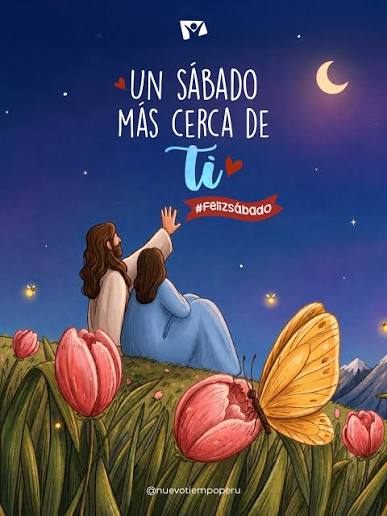 UN SÁBADO
MÁS CERCA DE
Ti
#Felizsábado
@nuevotiempoperu